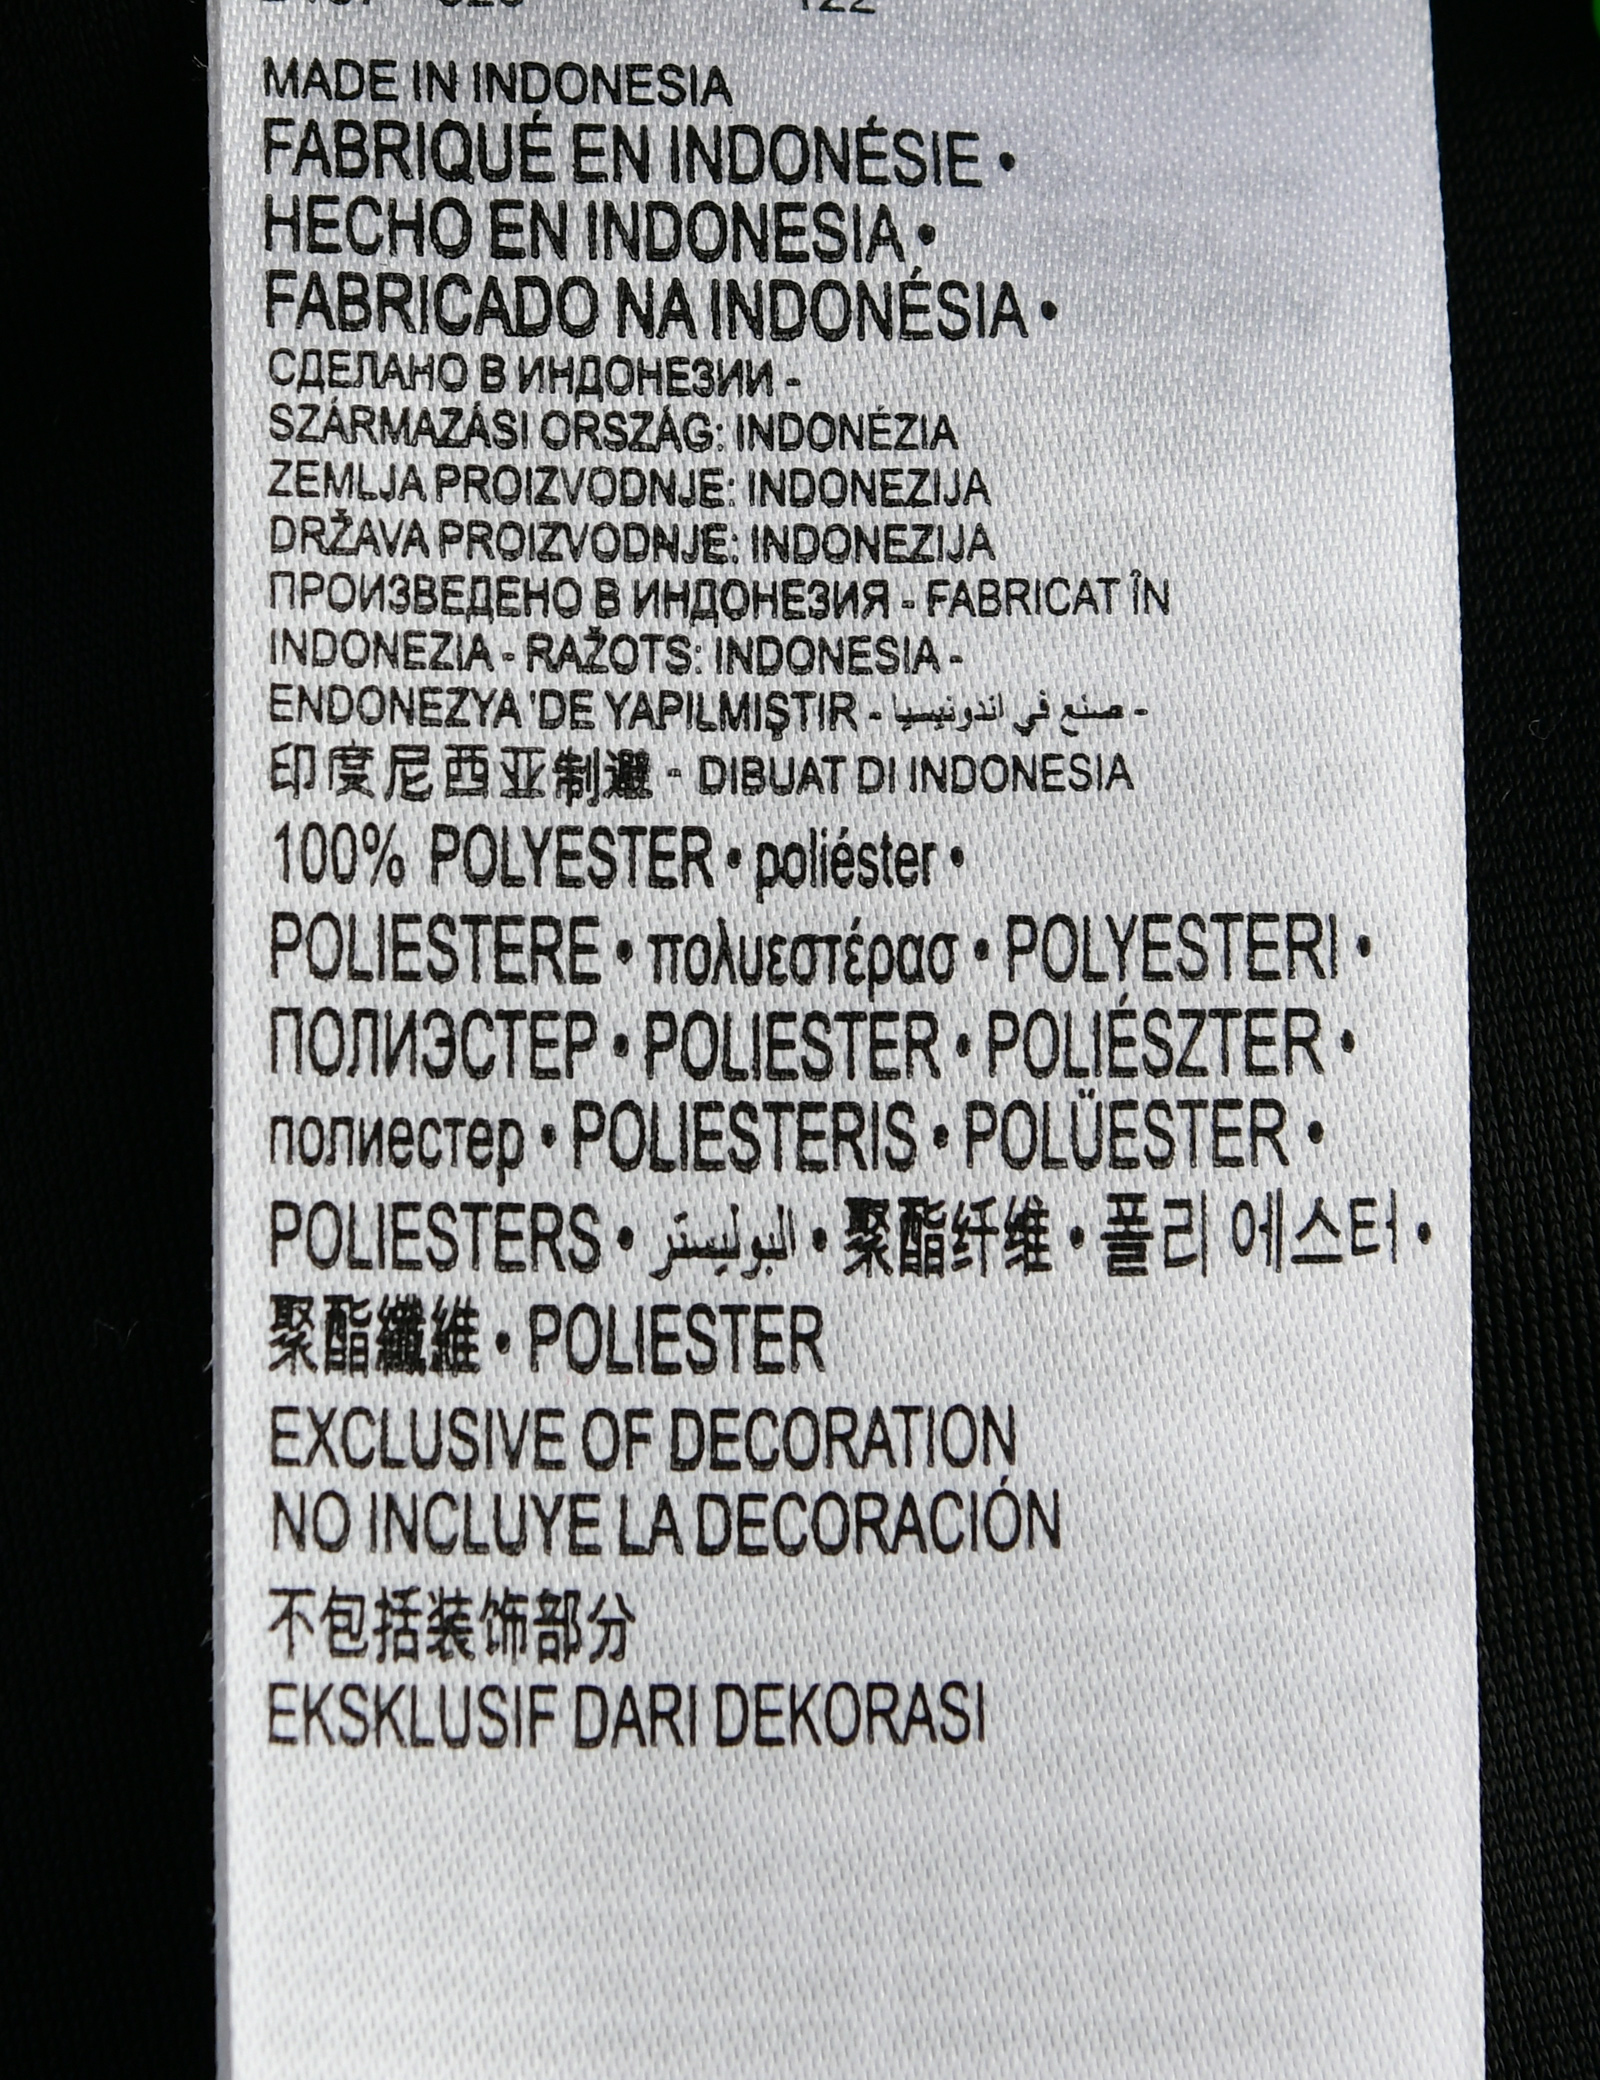 MADE IN INDONESIA
FABRIQUÉ EN INDONÉSIE •
HECHO EN INDONESIA •
FABRICADO NA INDONÉSIA •
СДЕЛАНО В ИНДОНЕЗИИ -
SZÁRMAZÁSI ORSZÁG: INDONÉZIA
ZEMLJA PROIZVODNJE: INDONEZIJA
DRŽAVA PROIZVODNJE: INDONEZIJA
ПРОИЗВЕДЕНО В ИНДОНЕЗИЯ - FABRICAT ÎN
INDONEZIA - RAŽOTS: INDONESIA -
ENDONEZYA 'DE YAPILMIŞTIR - صنع في اندونيسيا -
印度尼西亚制 - DIBUAT DI INDONESIA
100% POLYESTER • poliéster •
POLIESTERE • πολυεστέρασ • POLYESTERI •
ПОЛИЭСТЕР • POLIESTER • POLIÉSZTER •
полиестер • POLIESTERIS • POLÜESTER •
POLIESTERS • البوليستر • 聚酯纤维 • 폴리 에스터 •
聚酯纖維 • POLIESTER
EXCLUSIVE OF DECORATION
NO INCLUYE LA DECORACIÓN
不包括装饰部分
EKSKLUSIF DARI DEKORASI